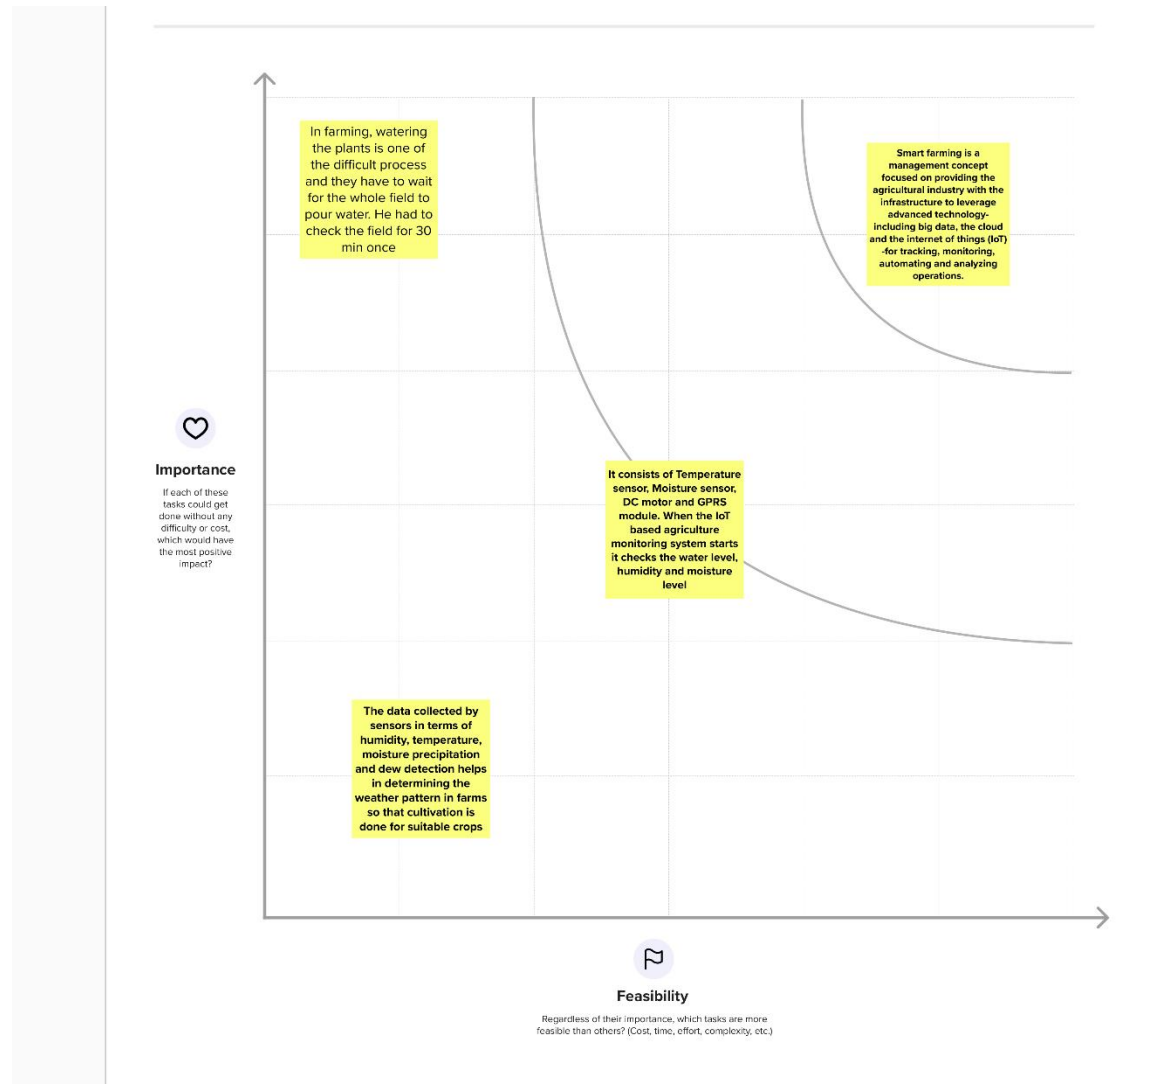 In farming, watering
the plants is one of
the difficult process
and they have to wait
for the whole field to
pour water. He had to
check the field for 30
min once
Smart farming is a
management concept
focused on providing the
agricultural industry with the
infrastructure to leverage
advanced technology-
including big data, the cloud
and the internet of things (IoT)
-for tracking, monitoring,
automating and analyzing
operations.
Importance
If each of these
tasks could get
done without any
difficulty or cost,
which would have
the most positive
impact?
It consists of Temperature
sensor, Moisture sensor,
DC motor and GPRS
module. When the IoT
based agriculture
monitoring system starts
it checks the water level,
humidity and moisture
level
The data collected by
sensors in terms of
humidity, temperature,
moisture precipitation
and dew detection helps
in determining the
weather pattern in farms
so that cultivation is
done for suitable crops
Feasibility
Regardless of their importance, which tasks are more
feasible than others? (Cost, time, effort, complexity, etc.)